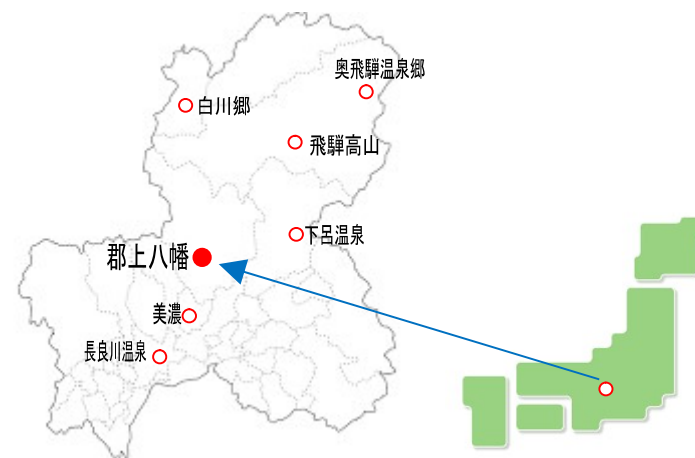 奥飛騨温泉郷
白川郷
飛騨高山
下呂温泉
郡上八幡
美濃
長良川温泉